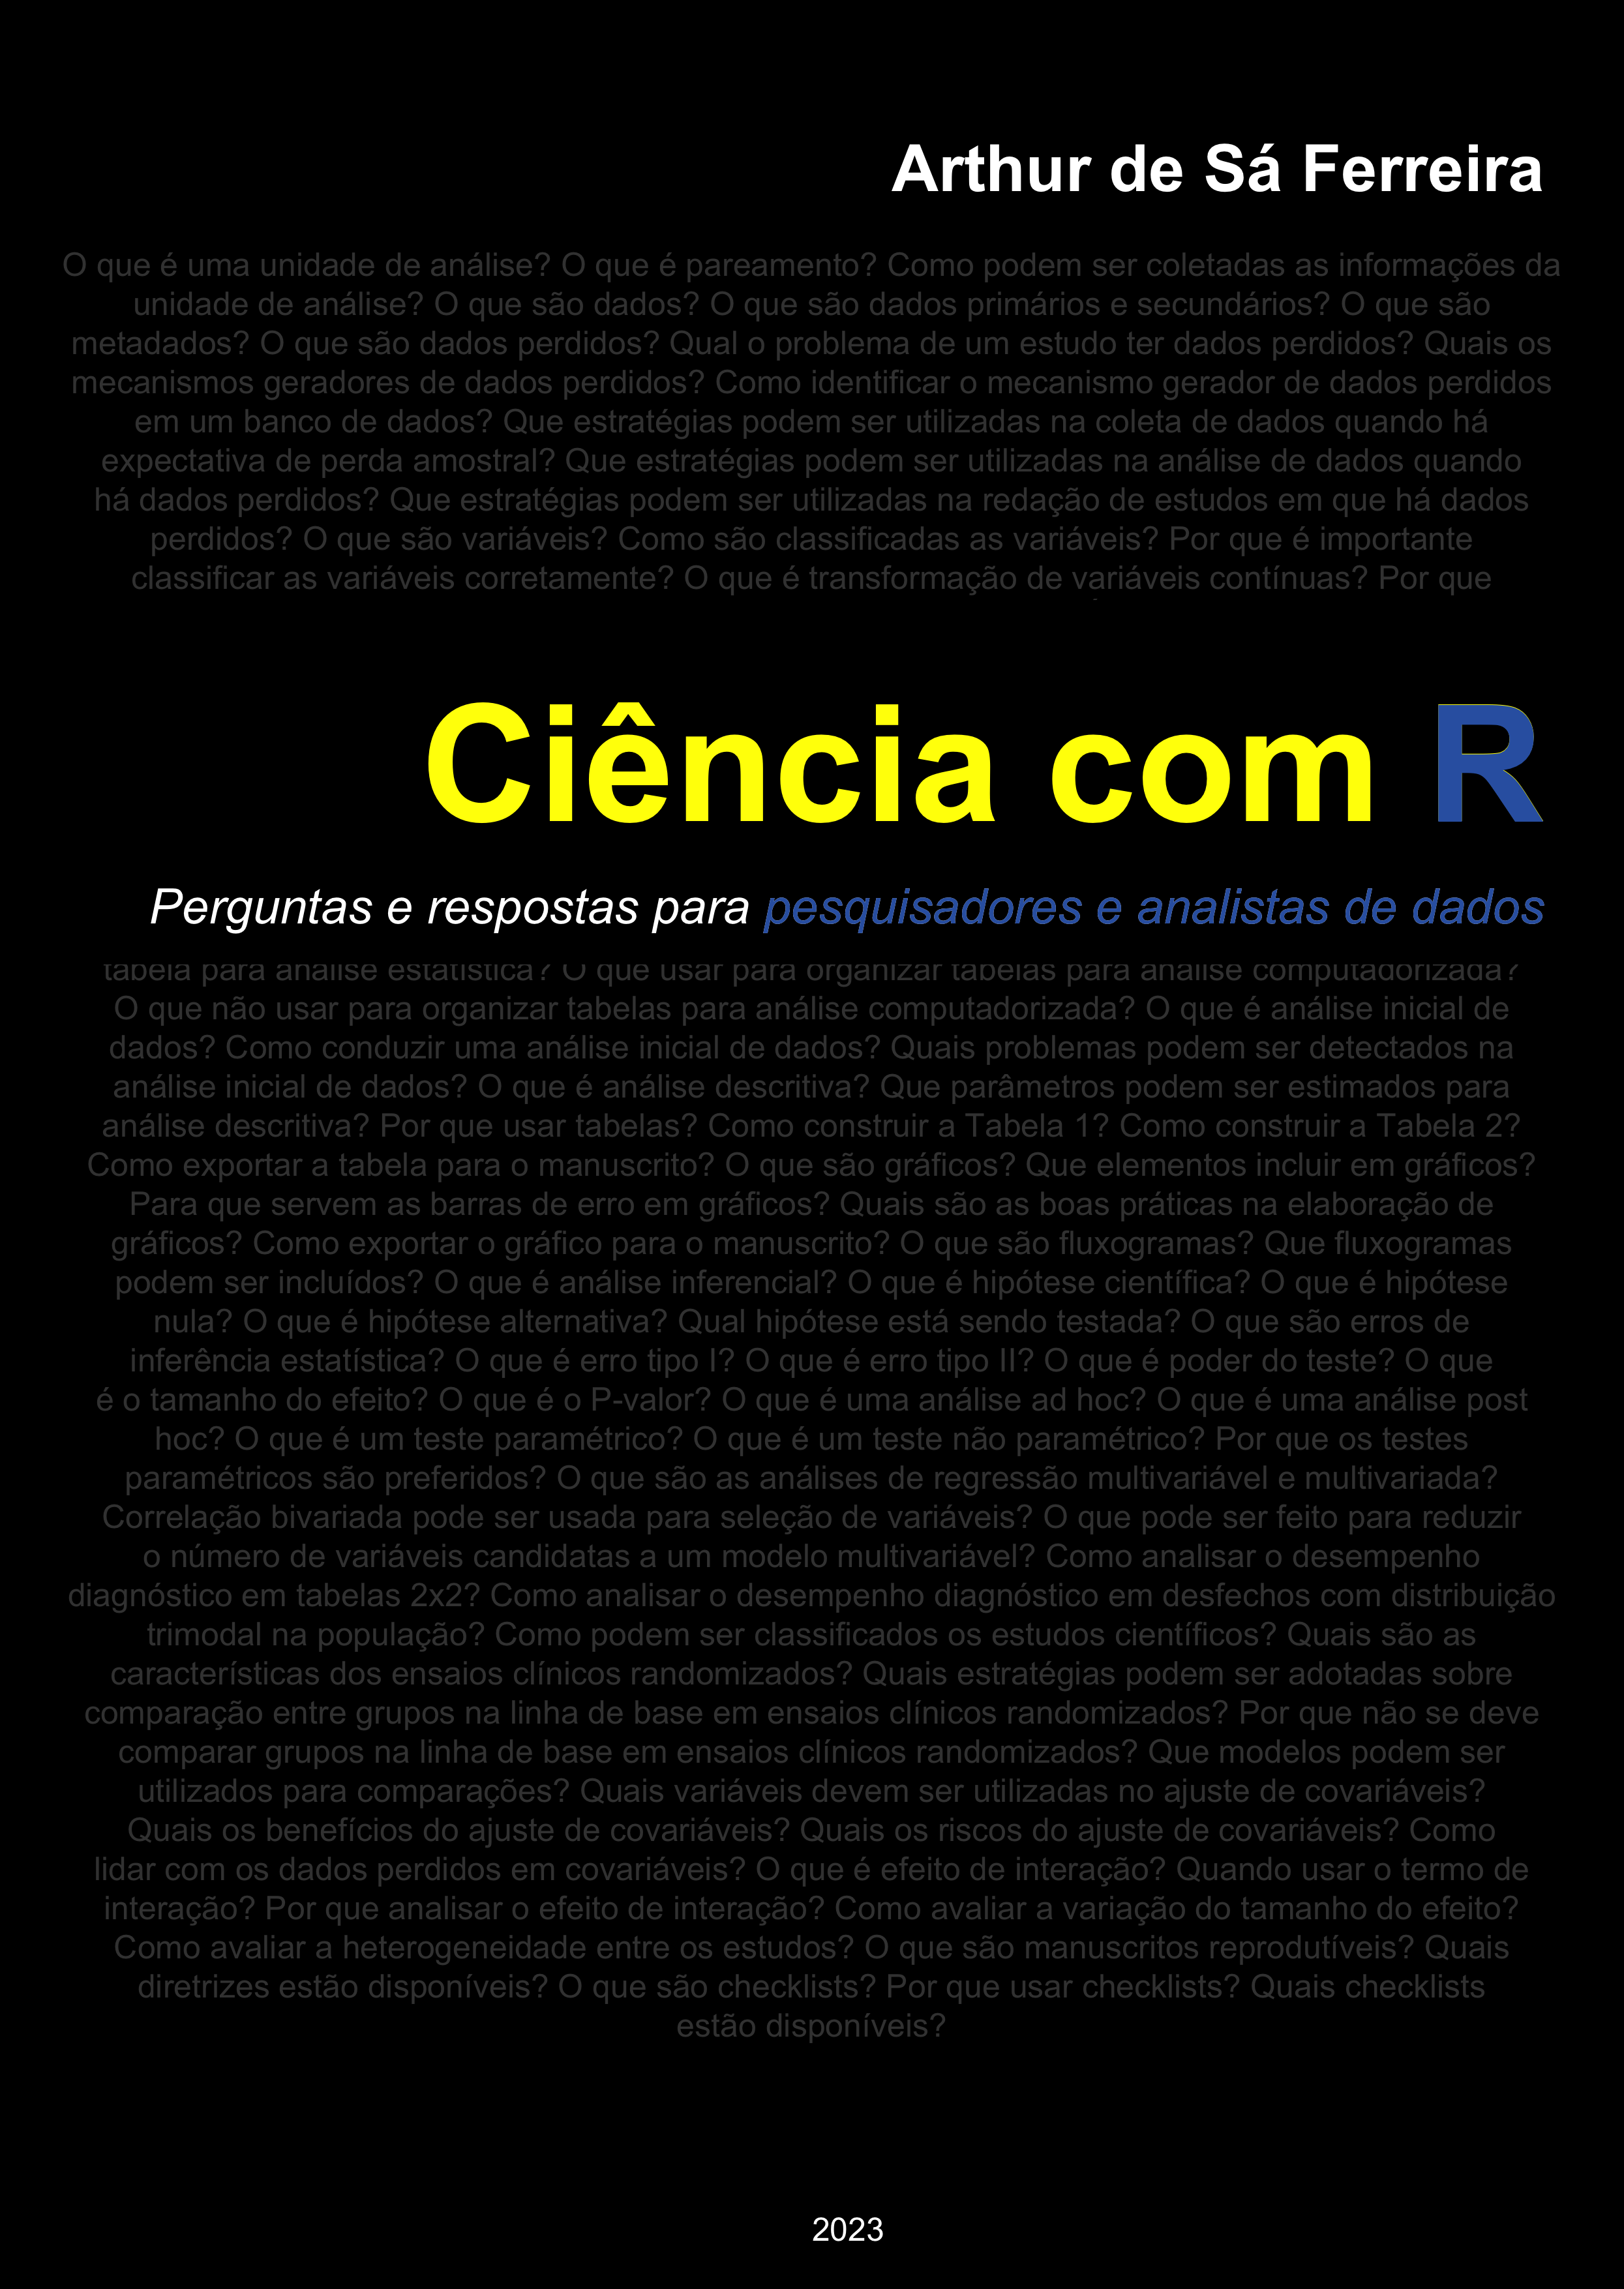 Arthur de Sá Ferreira
O que é uma unidade de análise? O que é pareamento? Como podem ser coletadas as informações da
unidade de análise? O que são dados? O que são dados primários e secundários? O que são
metadados? O que são dados perdidos? Qual o problema de um estudo ter dados perdidos? Quais os
mecanismos geradores de dados perdidos? Como identificar o mecanismo gerador de dados perdidos
em um banco de dados? Que estratégias podem ser utilizadas na coleta de dados quando há
expectativa de perda amostral? Que estratégias podem ser utilizadas na análise de dados quando
há dados perdidos? Que estratégias podem ser utilizadas na redação de estudos em que há dados
perdidos? O que são variáveis? Como são classificadas as variáveis? Por que é importante
classificar as variáveis corretamente? O que é transformação de variáveis contínuas? Por que
Ciência com R
Perguntas e respostas para pesquisadores e analistas de dados
tabela para análise estatística? O que usar para organizar tabelas para análise computadorizada?
O que não usar para organizar tabelas para análise computadorizada? O que é análise inicial de
dados? Como conduzir uma análise inicial de dados? Quais problemas podem ser detectados na
análise inicial de dados? O que é análise descritiva? Que parâmetros podem ser estimados para
análise descritiva? Por que usar tabelas? Como construir a Tabela 1? Como construir a Tabela 2?
Como exportar a tabela para o manuscrito? O que são gráficos? Que elementos incluir em gráficos?
Para que servem as barras de erro em gráficos? Quais são as boas práticas na elaboração de
gráficos? Como exportar o gráfico para o manuscrito? O que são fluxogramas? Que fluxogramas
podem ser incluídos? O que é análise inferencial? O que é hipótese científica? O que é hipótese
nula? O que é hipótese alternativa? Qual hipótese está sendo testada? O que são erros de
inferência estatística? O que é erro tipo I? O que é erro tipo II? O que é poder do teste? O que
é o tamanho do efeito? O que é o P-valor? O que é uma análise ad hoc? O que é uma análise post
hoc? O que é um teste paramétrico? O que é um teste não paramétrico? Por que os testes
paramétricos são preferidos? O que são as análises de regressão multivariável e multivariada?
Correlação bivariada pode ser usada para seleção de variáveis? O que pode ser feito para reduzir
o número de variáveis candidatas a um modelo multivariável? Como analisar o desempenho
diagnóstico em tabelas 2x2? Como analisar o desempenho diagnóstico em desfechos com distribuição
trimodal na população? Como podem ser classificados os estudos científicos? Quais são as
características dos ensaios clínicos randomizados? Quais estratégias podem ser adotadas sobre
comparação entre grupos na linha de base em ensaios clínicos randomizados? Por que não se deve
comparar grupos na linha de base em ensaios clínicos randomizados? Que modelos podem ser
utilizados para comparações? Quais variáveis devem ser utilizadas no ajuste de covariáveis?
Quais os benefícios do ajuste de covariáveis? Quais os riscos do ajuste de covariáveis? Como
lidar com os dados perdidos em covariáveis? O que é efeito de interação? Quando usar o termo de
interação? Por que analisar o efeito de interação? Como avaliar a variação do tamanho do efeito?
Como avaliar a heterogeneidade entre os estudos? O que são manuscritos reprodutíveis? Quais
diretrizes estão disponíveis? O que são checklists? Por que usar checklists? Quais checklists
estão disponíveis?
2023